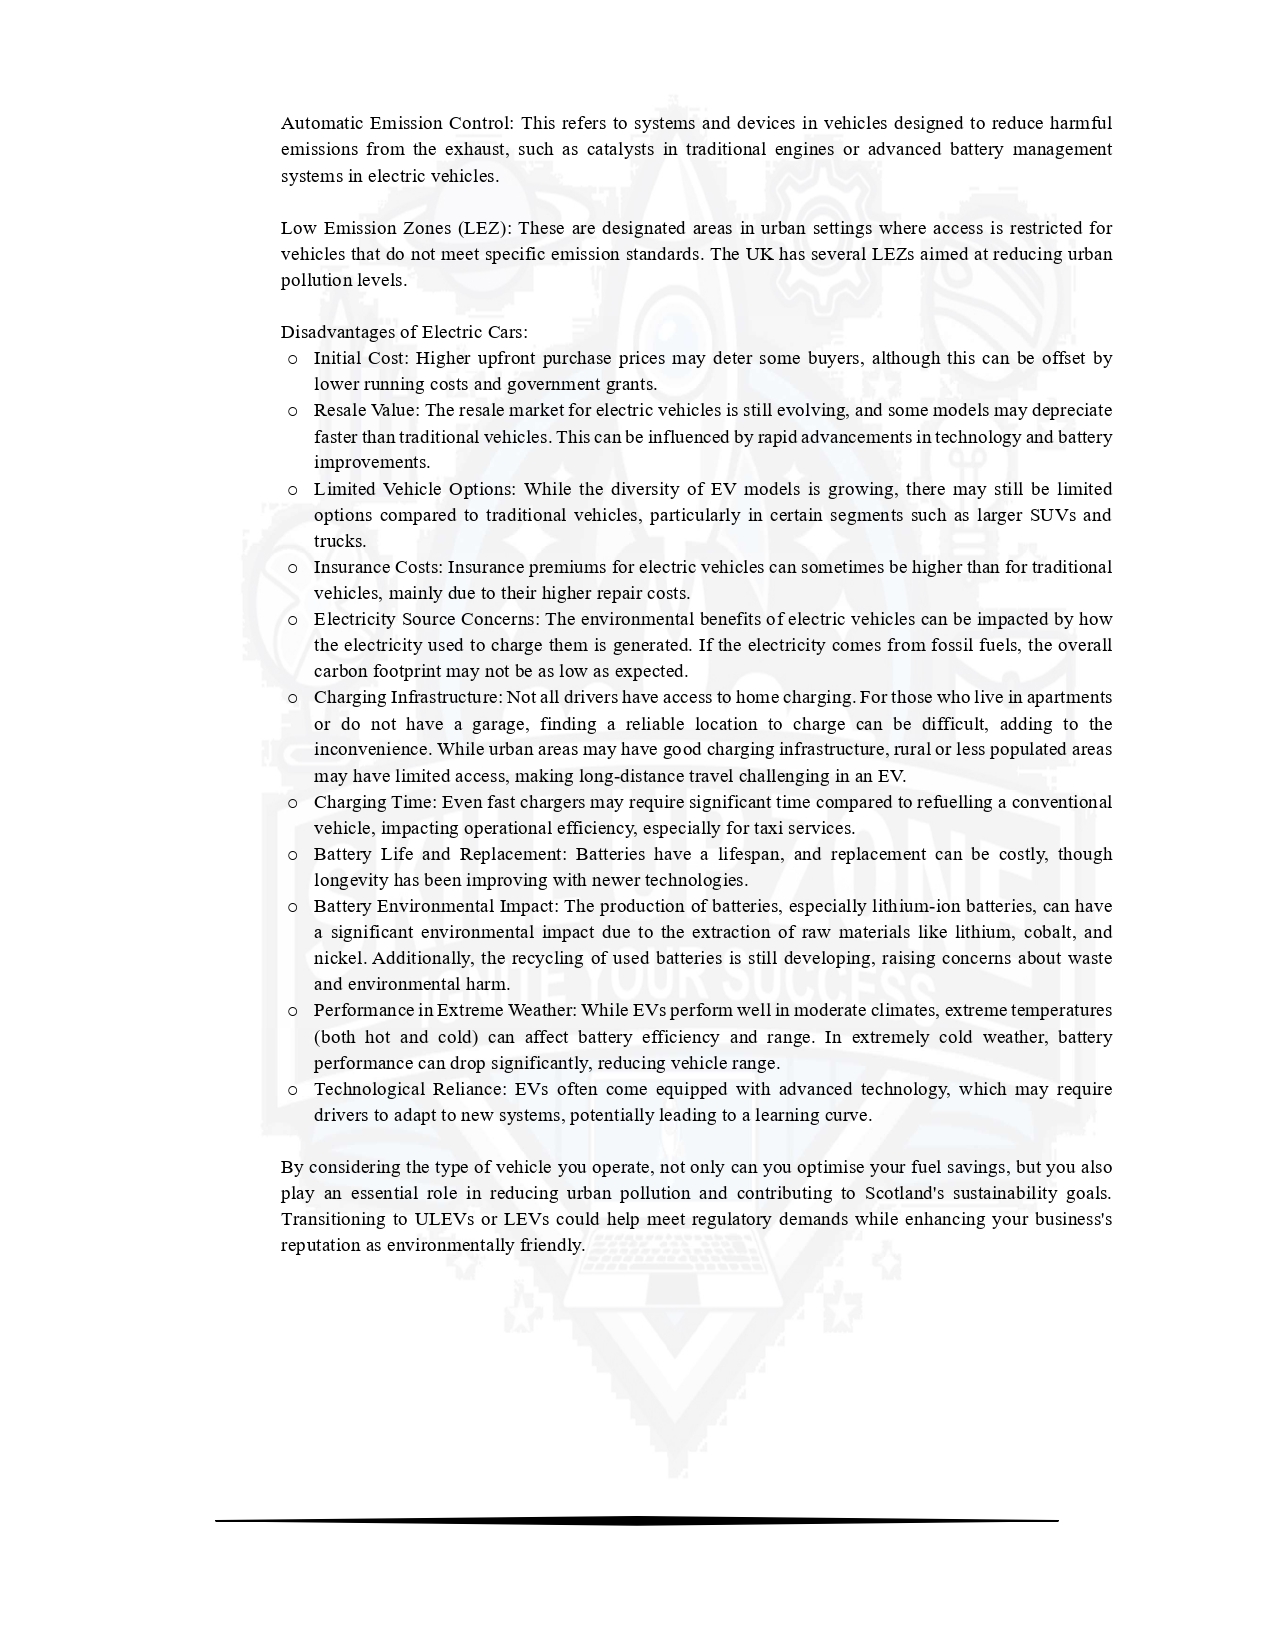 Automatic Emission Control: This refers to systems and devices in vehicles designed to reduce harmful
emissions from the exhaust, such as catalysts in traditional engines or advanced battery management
systems in electric vehicles.
Low Emission Zones (LEZ): These are designated areas in urban settings where access is restricted for
vehicles that do not meet specific emission standards. The UK has several LEZs aimed at reducing urban
pollution levels.
Disadvantages of Electric Cars:
o Initial Cost: Higher upfront purchase prices may deter some buyers, although this can be offset by
lower running costs and government grants.
o Resale Value: The resale market for electric vehicles is still evolving, and some models may depreciate
faster than traditional vehicles. This can be influenced by rapid advancements in technology and battery
improvements.
o Limited Vehicle Options: While the diversity of EV models is growing, there may still be limited
options compared to traditional vehicles, particularly in certain segments such as larger SUVs and
trucks.
o Insurance Costs: Insurance premiums for electric vehicles can sometimes be higher than for traditional
vehicles, mainly due to their higher repair costs.
o Electricity Source Concerns: The environmental benefits of electric vehicles can be impacted by how
the electricity used to charge them is generated. If the electricity comes from fossil fuels, the overall
carbon footprint may not be as low as expected.
o Charging Infrastructure: Not all drivers have access to home charging. For those who live in apartments
or do not have a garage, finding a reliable location to charge can be difficult, adding to the
inconvenience. While urban areas may have good charging infrastructure, rural or less populated areas
may have limited access, making long-distance travel challenging in an EV.
o Charging Time: Even fast chargers may require significant time compared to refuelling a conventional
vehicle, impacting operational efficiency, especially for taxi services.
o Battery Life and Replacement: Batteries have a lifespan, and replacement can be costly, though
longevity has been improving with newer technologies.
o Battery Environmental Impact: The production of batteries, especially lithium-ion batteries, can have
a significant environmental impact due to the extraction of raw materials like lithium, cobalt, and
nickel. Additionally, the recycling of used batteries is still developing, raising concerns about waste
and environmental harm.
o Performance in Extreme Weather: While EVs perform well in moderate climates, extreme temperatures
(both hot and cold) can affect battery efficiency and range. In extremely cold weather, battery
performance can drop significantly, reducing vehicle range.
o Technological Reliance: EVs often come equipped with advanced technology, which may require
drivers to adapt to new systems, potentially leading to a learning curve.
By considering the type of vehicle you operate, not only can you optimise your fuel savings, but you also
play an essential role in reducing urban pollution and contributing to Scotland's sustainability goals.
Transitioning to ULEVs or LEVs could help meet regulatory demands while enhancing your business's
reputation as environmentally friendly.
ZONE
IGNITE YOUR SUCCESS